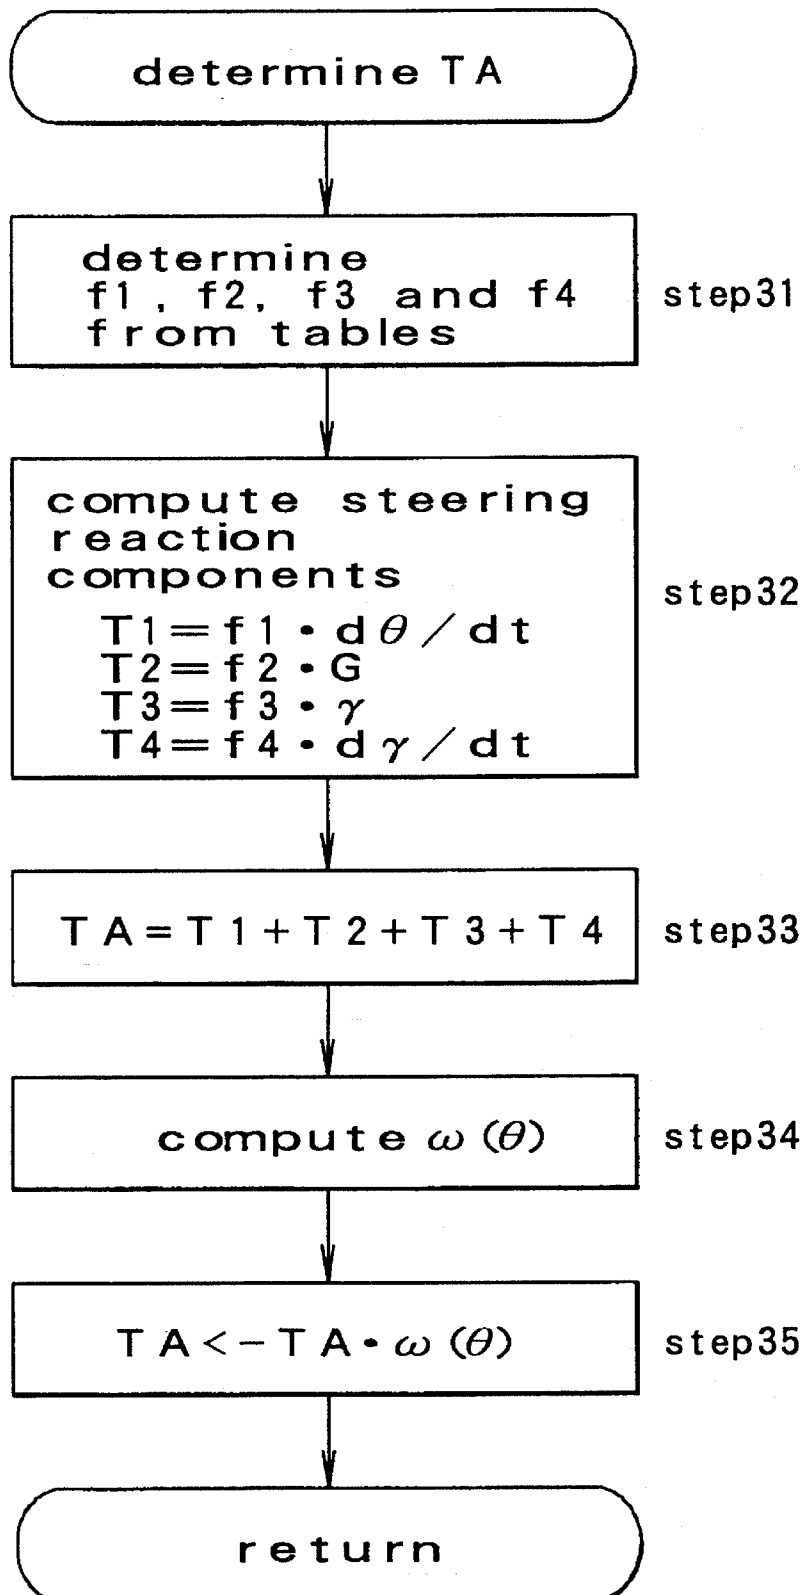 determine TA
determine
f1, f2, f3 and f4
from tables
step31
compute steering
reaction
components
T1=f1・dθ/dt
T2=f2・G
T3=f3・γ
T4=f4・dγ/dt
step32
TA=T1+T2+T3+T4
step33
compute ω(θ)
step34
TA<-TA・ω(θ)
step35
return